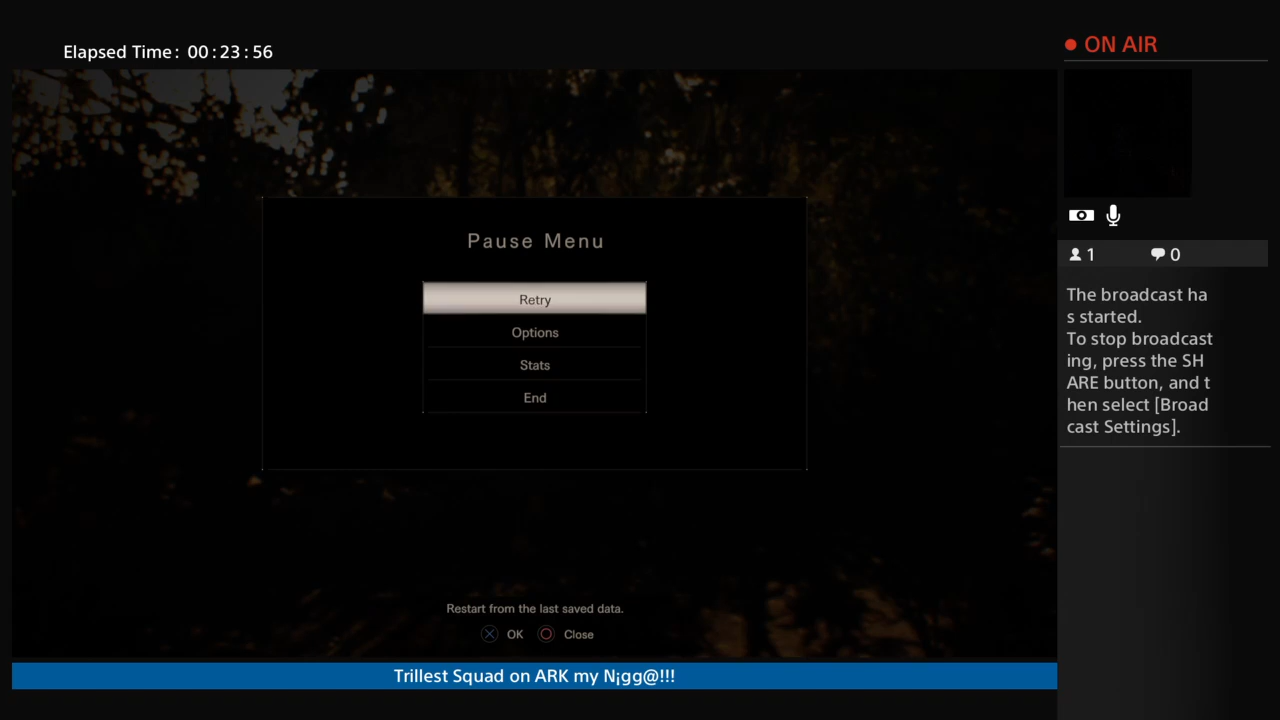 Elapsed Time: 00:23:56
ON AIR
1 0
The broadcast ha
s started.
To stop broadcast
ing, press the SH
ARE button, and t
hen select [Broad
cast Settings].
Pause Menu
Retry
Options
Stats
End
Restart from the last saved data.
OK Close
Trillest Squad on ARK my N¡gg@!!!